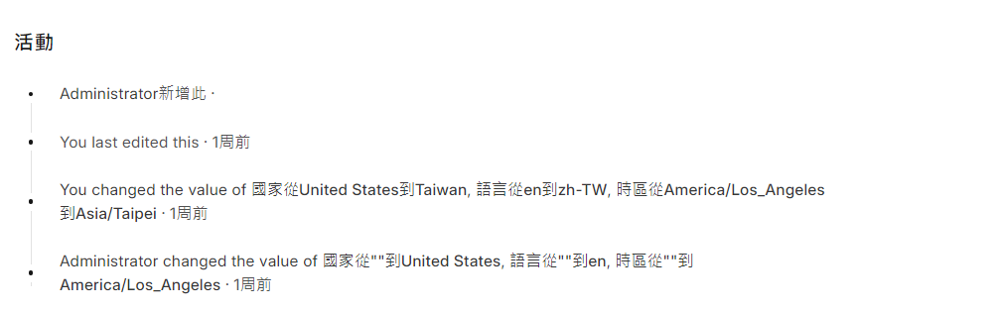 活動
Administrator新增此 ·
You last edited this · 1周前
You changed the value of 國家從United States到Taiwan, 語言從en到zh-TW, 時區從America/Los_Angeles
到Asia/Taipei · 1周前
Administrator changed the value of 國家從""到United States, 語言從""到en, 時區從""到
America/Los_Angeles · 1周前